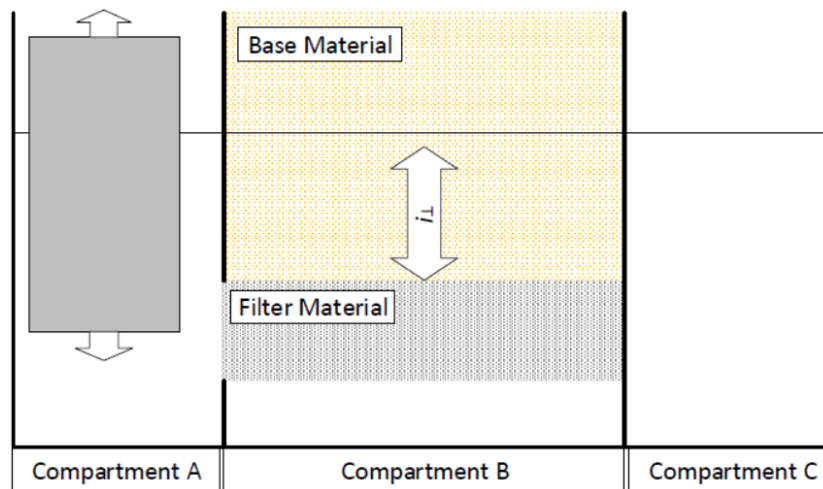 Base Material
i⊥
Filter Material
Compartment A
Compartment B
Compartment C